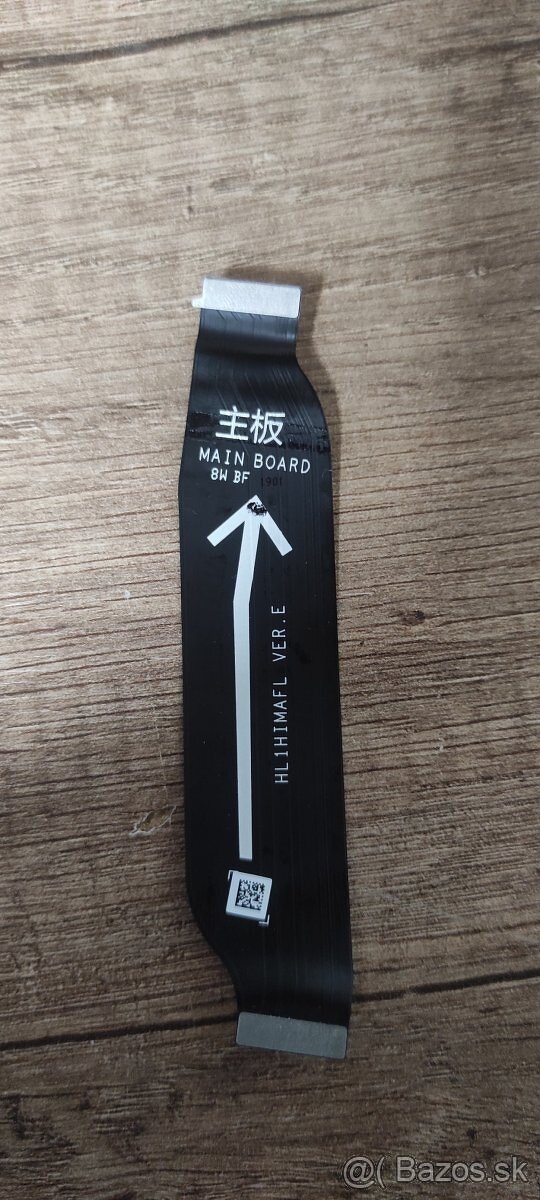 主板
MAIN BOARD
8W BF 1901
HL1HIMAFL VER.E
@( Bazos.sk